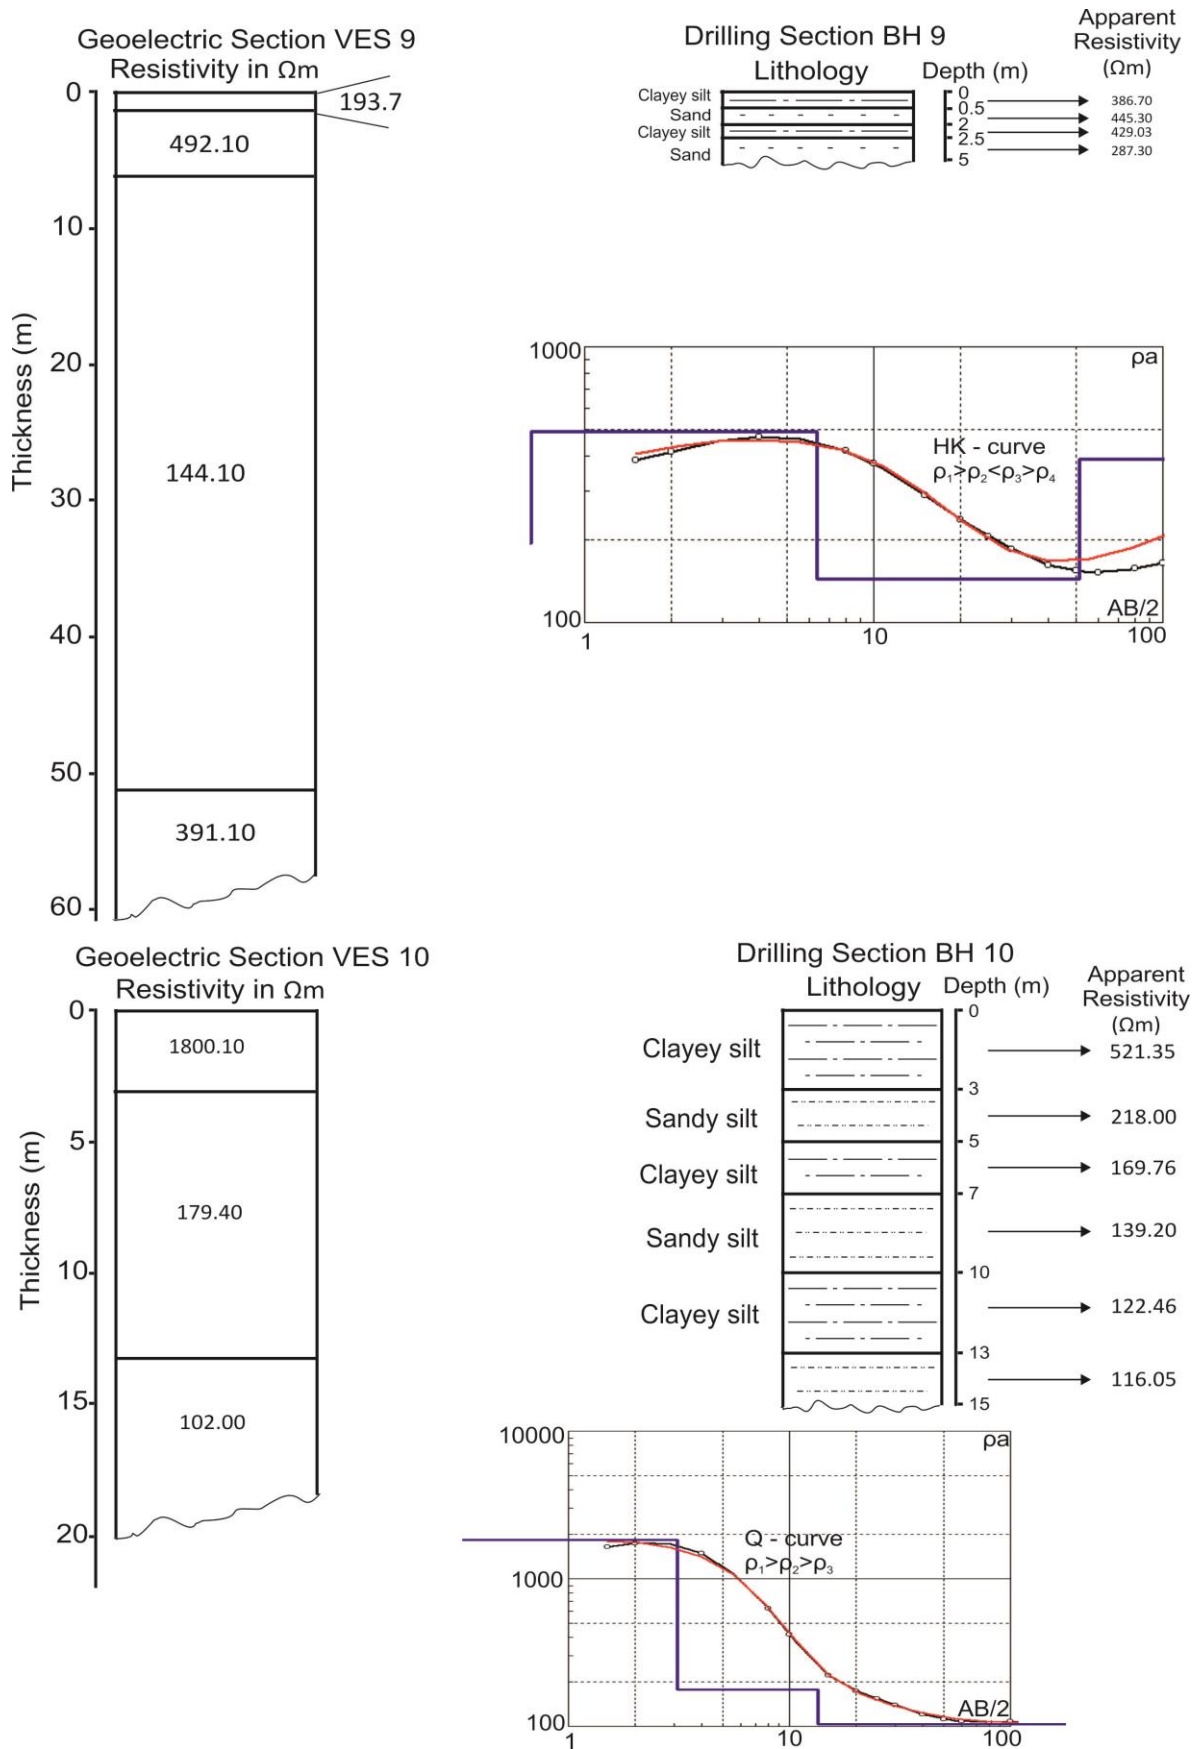 Geoelectric Section VES 9
Resistivity in Ωm
0
10
20
30
40
50
60
Thickness (m)
193.7
492.10
144.10
391.10
Drilling Section BH 9
Lithology
Depth (m)
Apparent
Resistivity
(Ωm)
Clayey silt
Sand
Clayey silt
Sand
0
0.5
2
2.5
5
386.70
445.30
429.03
287.30
1000
100
ρa
HK - curve
ρ1>ρ2<ρ3>ρ4
AB/2
1
10
100
Geoelectric Section VES 10
Resistivity in Ωm
0
5
10
15
20
Thickness (m)
1800.10
179.40
102.00
Drilling Section BH 10
Lithology
Depth (m)
Apparent
Resistivity
(Ωm)
Clayey silt
Sandy silt
Clayey silt
Sandy silt
Clayey silt
0
3
5
7
10
13
15
521.35
218.00
169.76
139.20
122.46
116.05
10000
1000
100
ρa
Q - curve
ρ1>ρ2>ρ3
AB/2
1
10
100